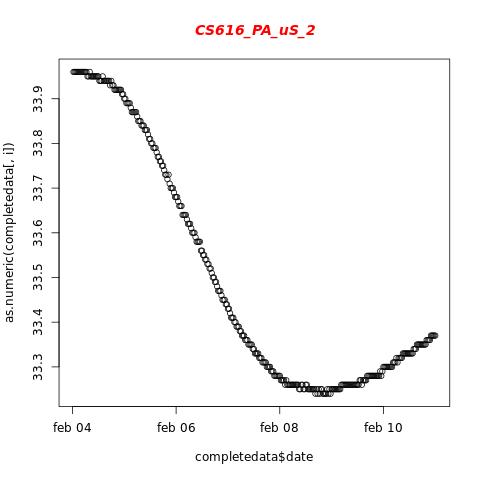 CS616_PA_uS_2
as.numeric(completedata[, i])
33.9
33.8
33.7
33.6
33.5
33.4
33.3
feb 04 feb 06 feb 08 feb 10
completedata$date